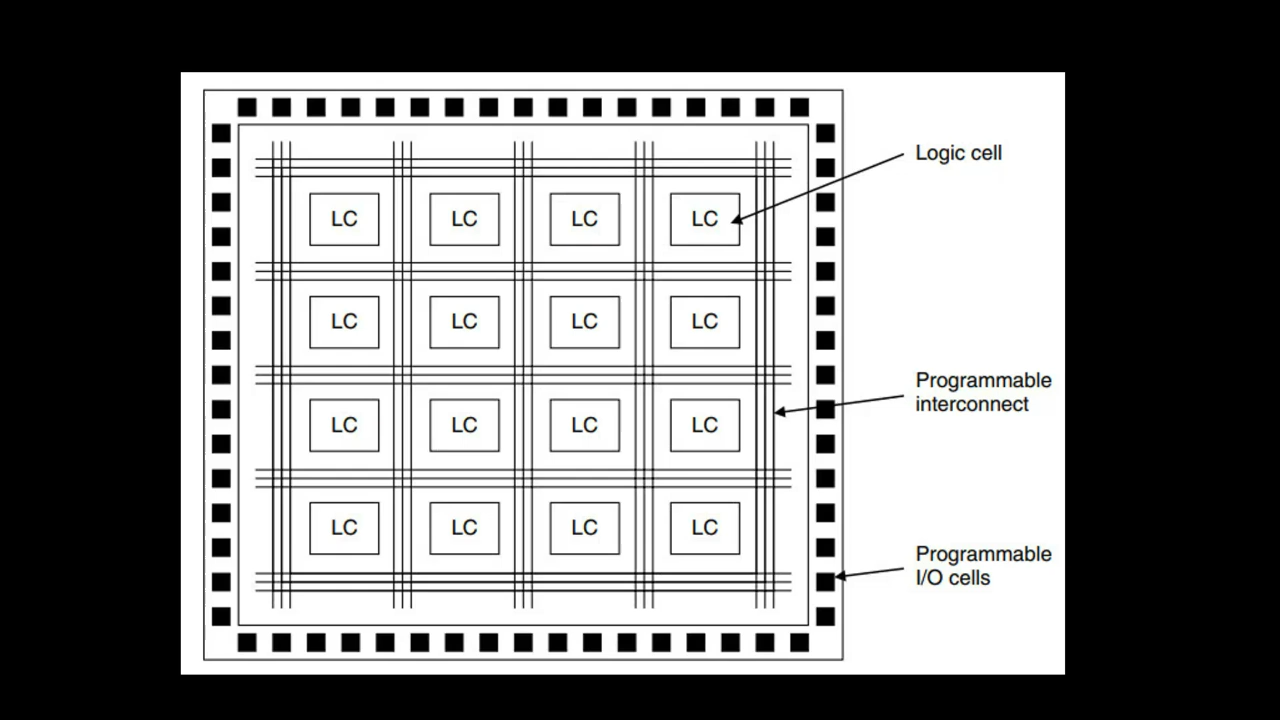 Logic cell
LC LC LC LC
LC LC LC LC
Programmable
interconnect
LC LC LC LC
LC LC LC LC
Programmable
I/O cells